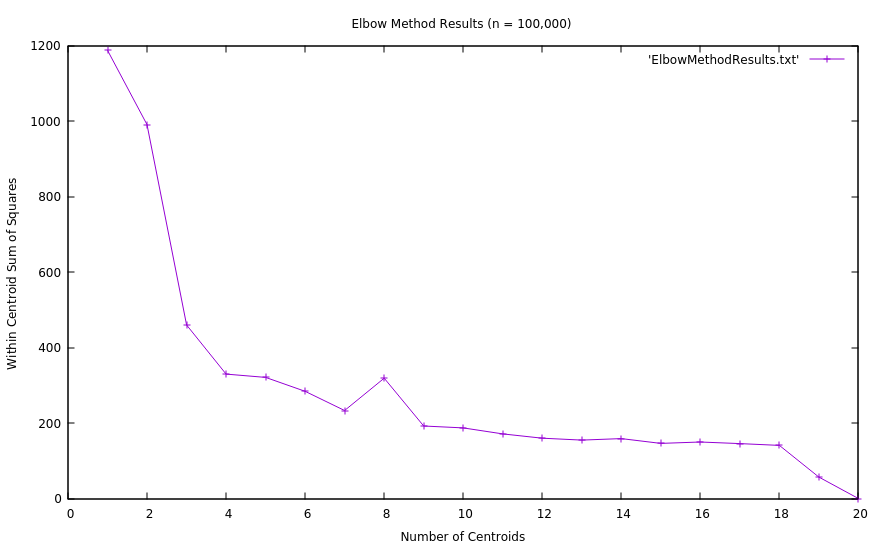 Elbow Method Results (n = 100,000)
'ElbowMethodResults.txt'
1200
1000
800
600
400
200
0
Within Centroid Sum of Squares
0 2 4 6 8 10 12 14 16 18 20
Number of Centroids